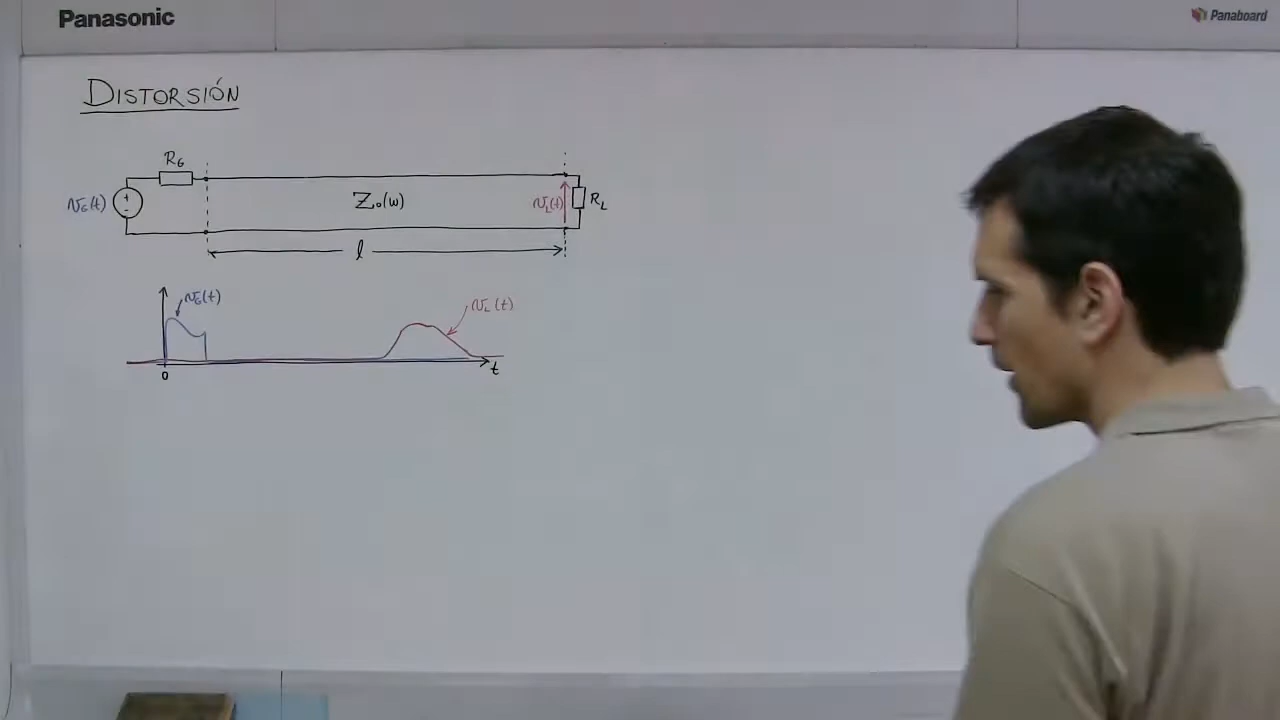 Panasonic
Panaboard
DISTORSIÓN
R_G
v_G(t)
Z_0(w)
v_L(t)
R_L
l
v_G(t)
v_L(t)
0
t